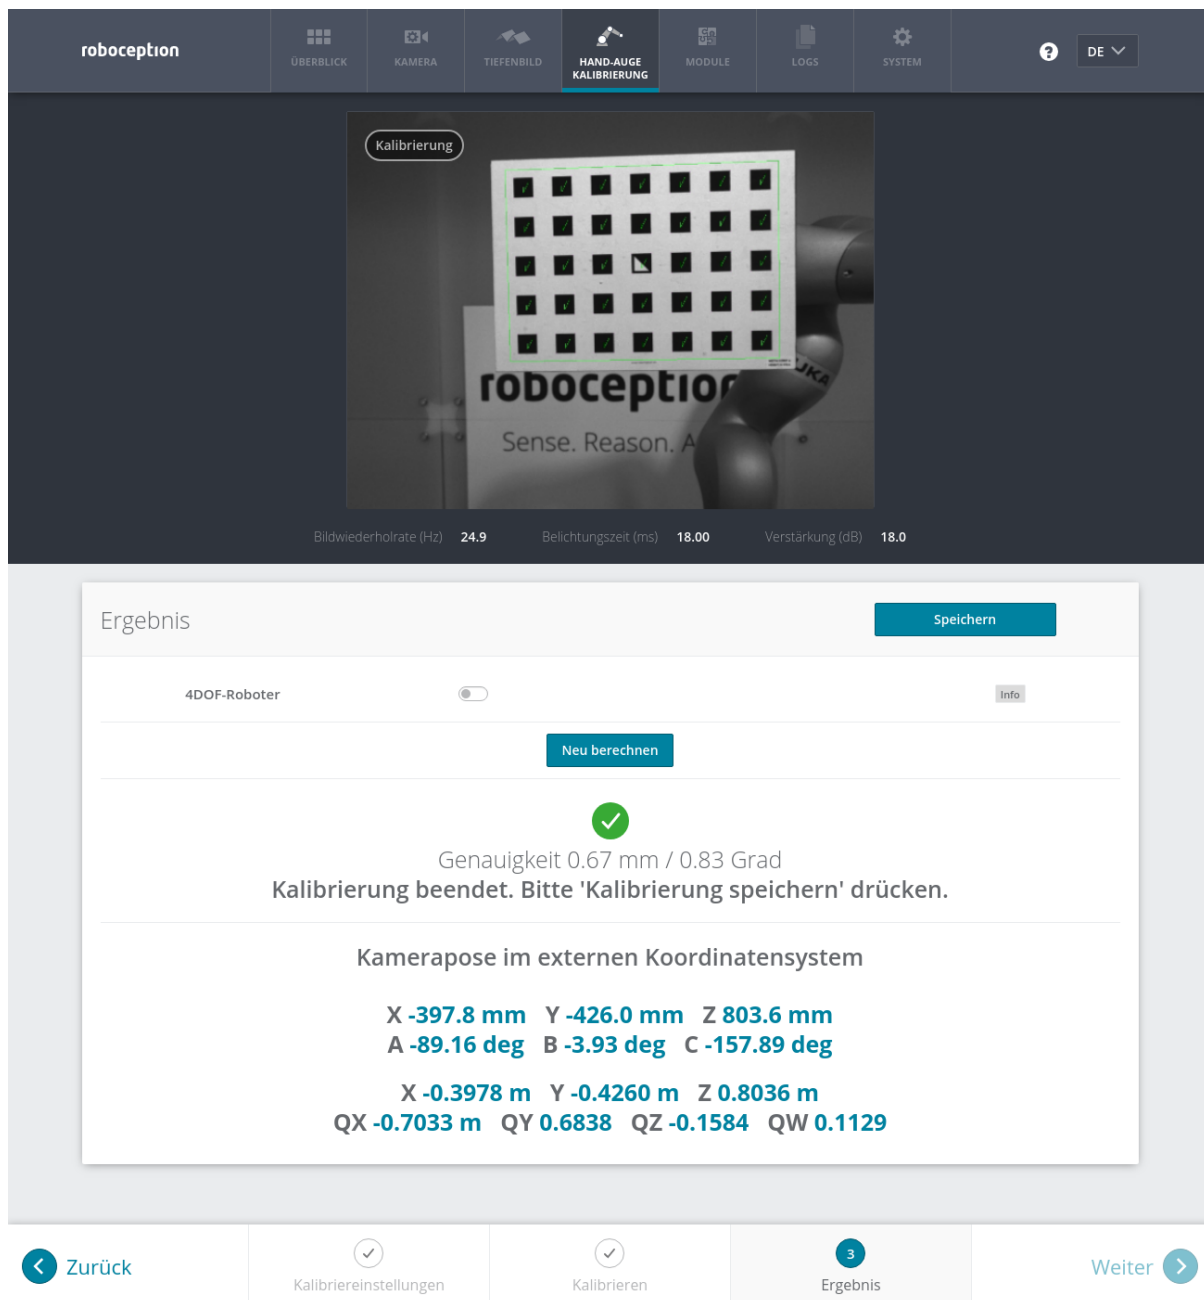 roboception
ÜBERBLICK
KAMERA
TIEFENBILD
HAND-AUGE
KALIBRIERUNG
MODULE
LOGS
SYSTEM
?
DE
Kalibrierung
roboception
Sense. Reason. A
UKA
Bildwiederholrate (Hz) 24.9 Belichtungszeit (ms) 18.00 Verstärkung (dB) 18.0
Ergebnis
Speichern
4DOF-Roboter
Info
Neu berechnen
Genauigkeit 0.67 mm / 0.83 Grad
Kalibrierung beendet. Bitte 'Kalibrierung speichern' drücken.
Kamerapose im externen Koordinatensystem
X -397.8 mm Y -426.0 mm Z 803.6 mm
A -89.16 deg B -3.93 deg C -157.89 deg
X -0.3978 m Y -0.4260 m Z 0.8036 m
QX -0.7033 m QY 0.6838 QZ -0.1584 QW 0.1129
Zurück
Kalibriereinstellungen
Kalibrieren
3
Ergebnis
Weiter